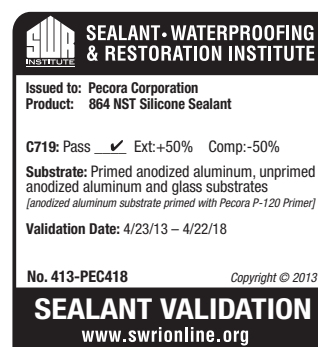 SWR
INSTITUTE
SEALANT • WATERPROOFING
& RESTORATION INSTITUTE
Issued to: Pecora Corporation
Product: 864 NST Silicone Sealant
C719: Pass ✔ Ext:+50% Comp:-50%
Substrate: Primed anodized aluminum, unprimed
anodized aluminum and glass substrates
[anodized aluminum substrate primed with Pecora P-120 Primer]
Validation Date: 4/23/13 – 4/22/18
No. 413-PEC418 Copyright © 2013
SEALANT VALIDATION
www.swrionline.org